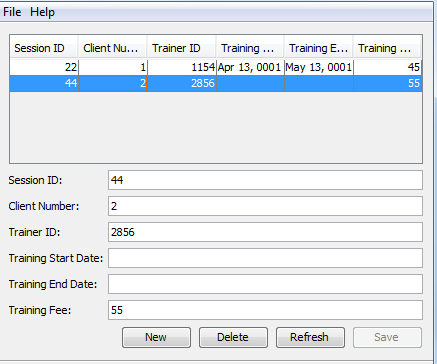 File Help
Session ID Client Nu... Trainer ID Training ... Training E... Training ...
22 1 1154 Apr 13, 0001 May 13, 0001 45
44 2 2856 55
Session ID: 44
Client Number: 2
Trainer ID: 2856
Training Start Date:
Training End Date:
Training Fee: 55
New Delete Refresh Save